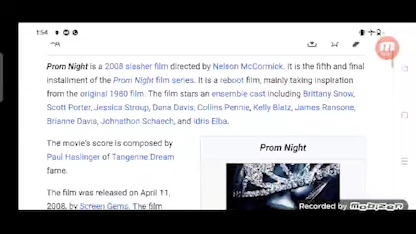 1:54
Prom Night is a 2008 slasher film directed by Nelson McCormick. It is the fifth and final
installment of the Prom Night film series. It is a reboot film, mainly taking inspiration
from the original 1980 film. The film stars an ensemble cast including Brittany Snow,
Scott Porter, Jessica Stroup, Dana Davis, Collins Pennie, Kelly Blatz, James Ransone,
Brianne Davis, Johnathon Schaech, and Idris Elba.
The movie's score is composed by
Paul Haslinger of Tangerine Dream
fame.
The film was released on April 11,
2008, by Screen Gems. The film
Prom Night
Recorded by MOBIZEN